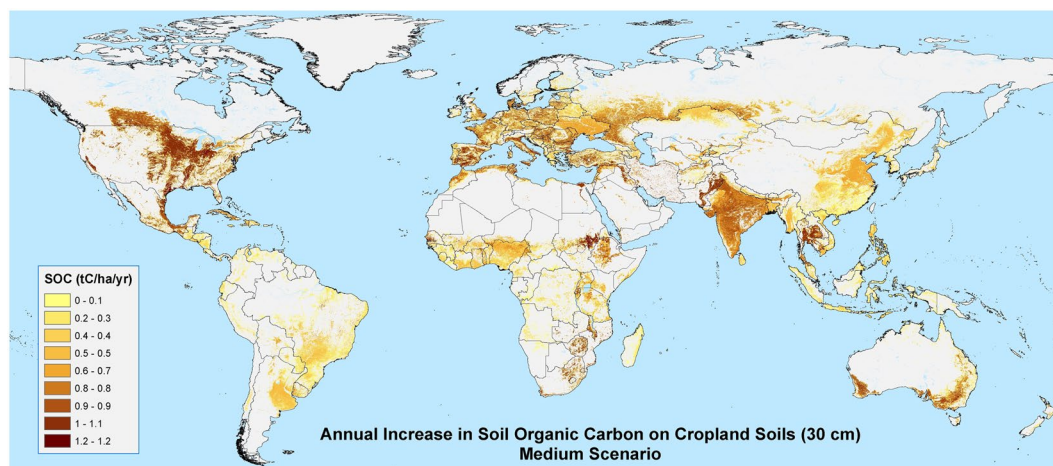 SOC (tC/ha/yr)
0 - 0.1
0.2 - 0.3
0.4 - 0.4
0.5 - 0.5
0.6 - 0.7
0.8 - 0.8
0.9 - 0.9
1 - 1.1
1.2 - 1.2
Annual Increase in Soil Organic Carbon on Cropland Soils (30 cm)
Medium Scenario